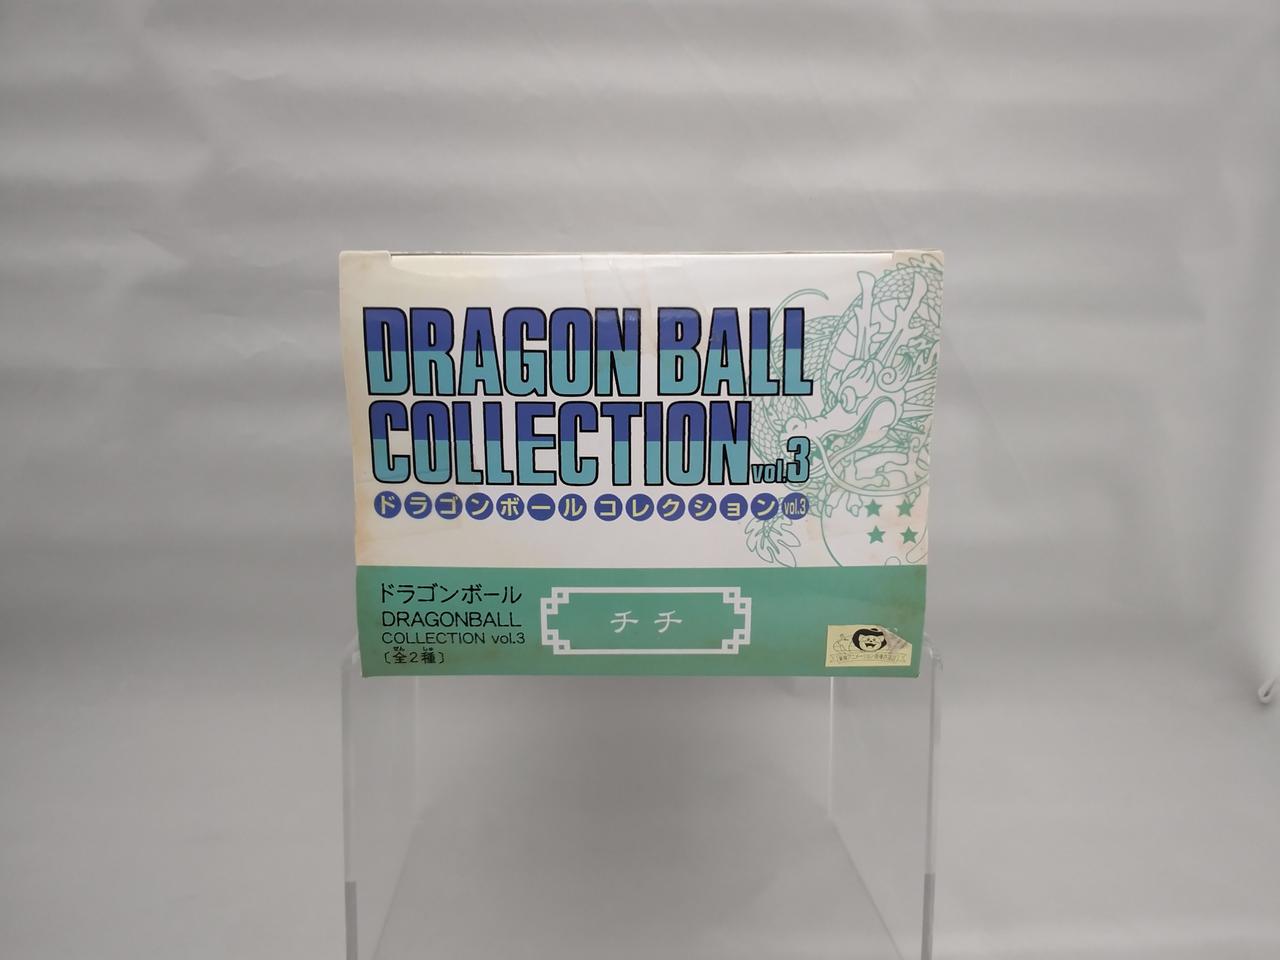 DRAGON BALL
COLLECTION vol.3
ドラゴンボール コレクション vol.3
ドラゴンボール
DRAGONBALL
COLLECTION vol.3
〔全2種〕
チチ